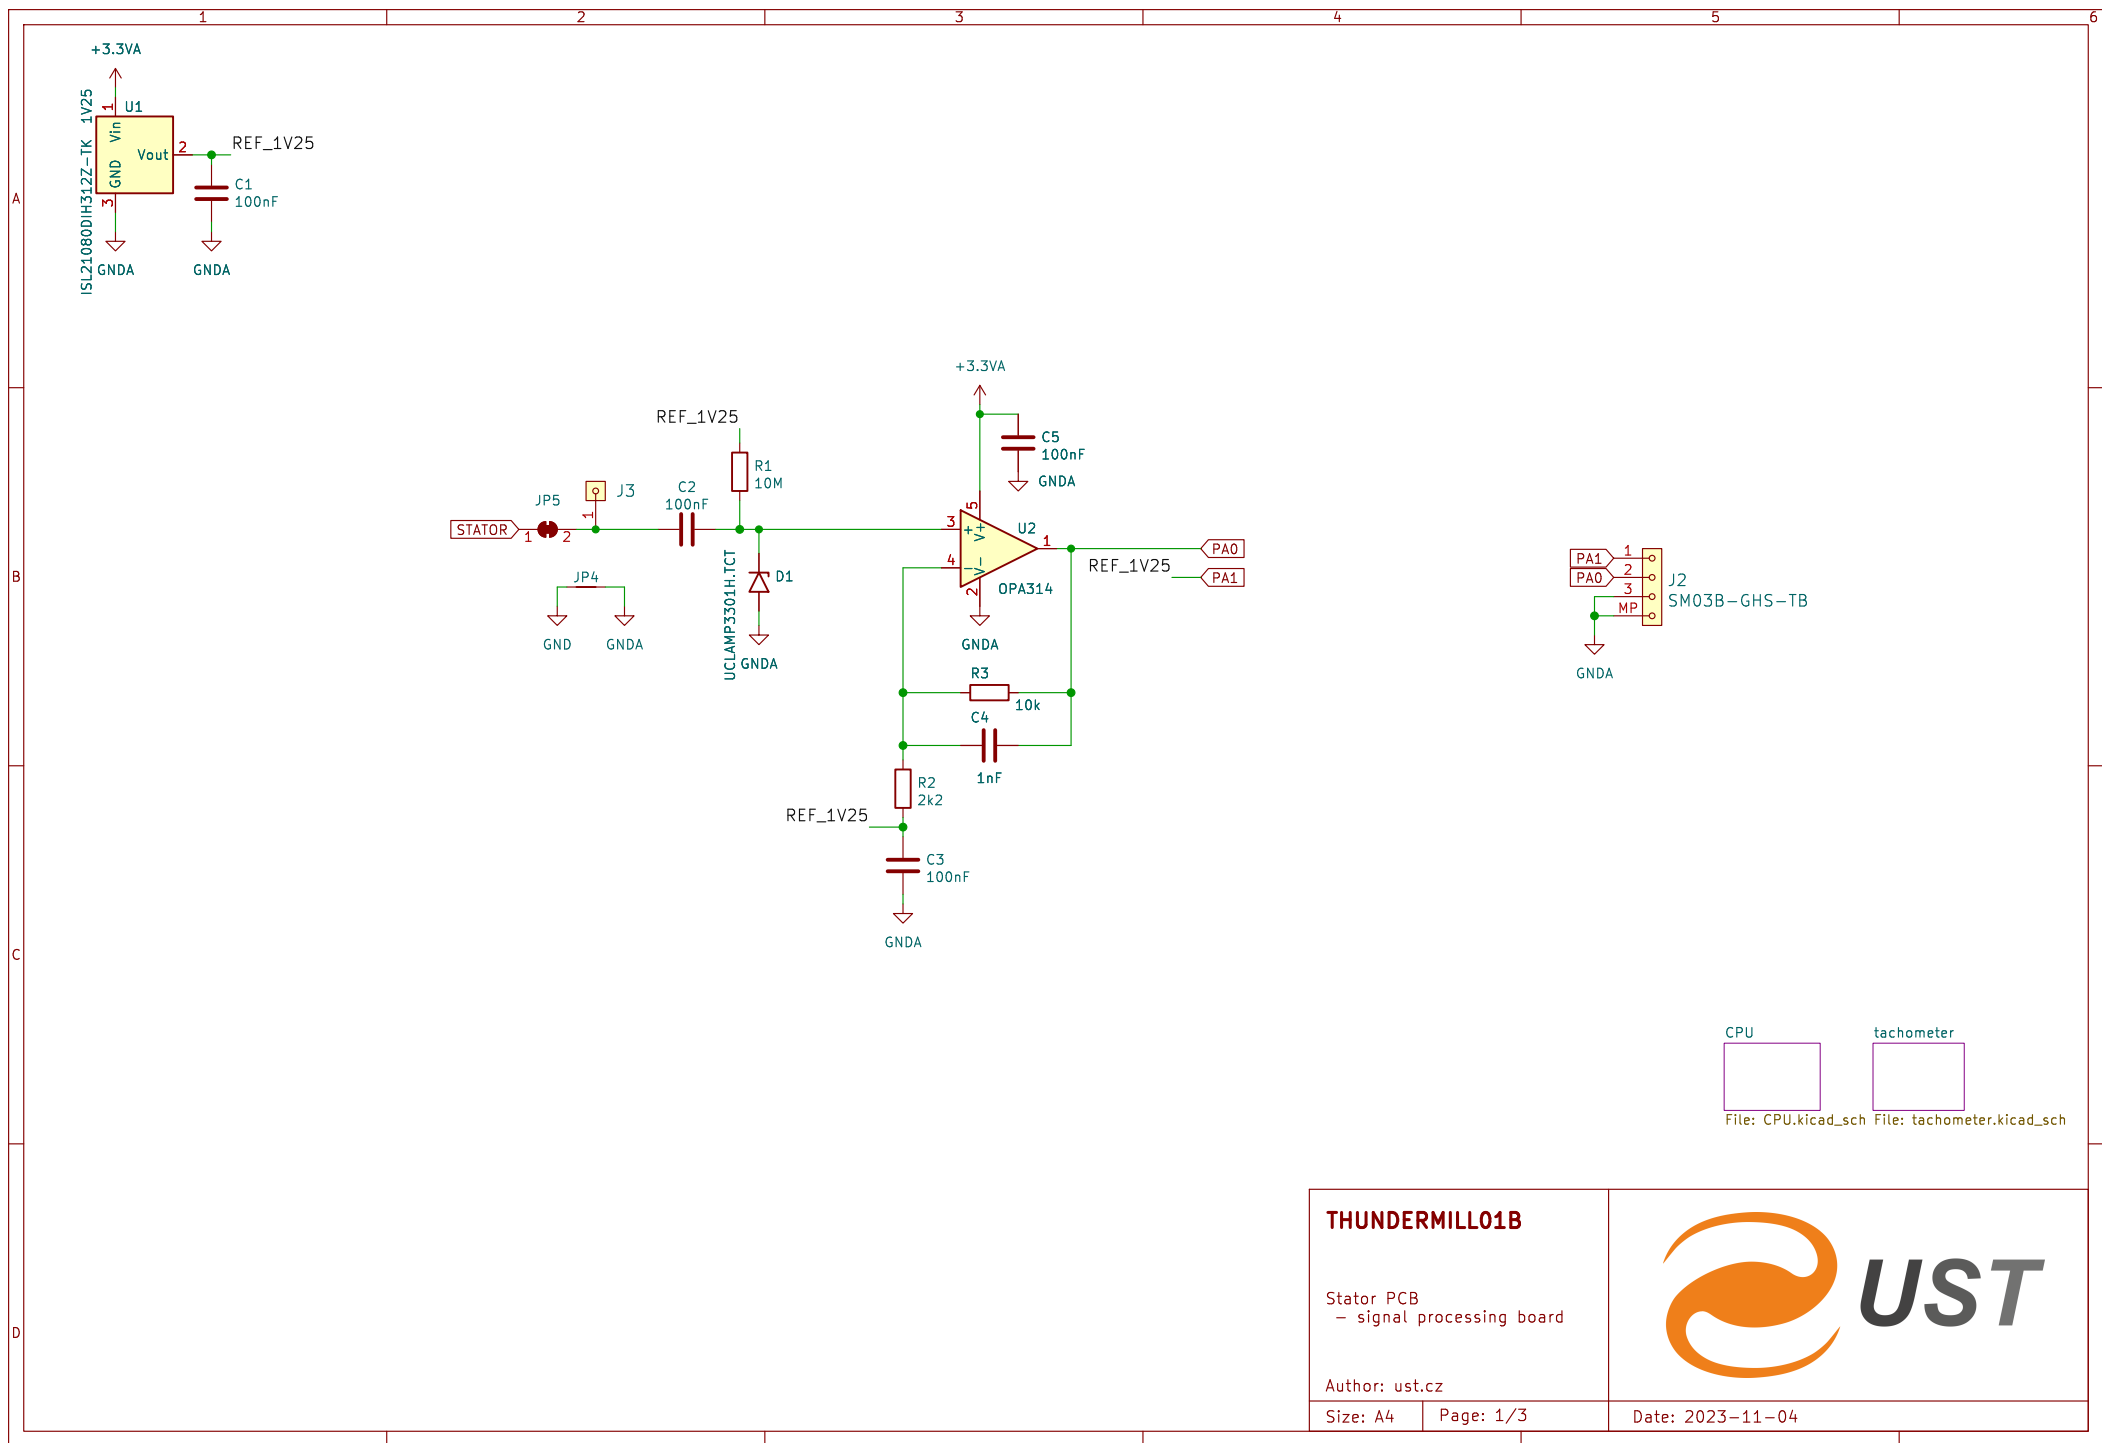 1 2 3 4 5 6
A
B
C
D
+3.3VA
U1
1
Vin
Vout
GND
2
3
ISL21080DIH312Z-TK 1V25
REF_1V25
C1
100nF
GNDA
GNDA
+3.3VA
C5
100nF
GNDA
REF_1V25
R1
10M
JP5
J3
1
C2
100nF
STATOR
1
2
JP4
GND
GNDA
D1
UCLAMP3301H.TCT
GNDA
3
4
5
2
1
+
-
V+
V-
U2
OPA314
GNDA
PA0
REF_1V25
PA1
R3
10k
C4
1nF
R2
2k2
REF_1V25
C3
100nF
GNDA
PA1
PA0
1
2
3
MP
J2
SM03B-GHS-TB
GNDA
CPU
File: CPU.kicad_sch
tachometer
File: tachometer.kicad_sch
THUNDERMILL01B
Stator PCB
- signal processing board
Author: ust.cz
Size: A4
Page: 1/3
Date: 2023-11-04
UST